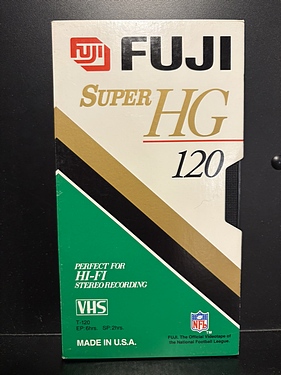 FUJI
FUJI
SUPER HG
120
PERFECT FOR
HI-FI
STEREO RECORDING
VHS
T-120
EP: 6hrs. SP: 2hrs.
MADE IN U.S.A.
NFL
FUJI: The Official Videotape of
the National Football League.